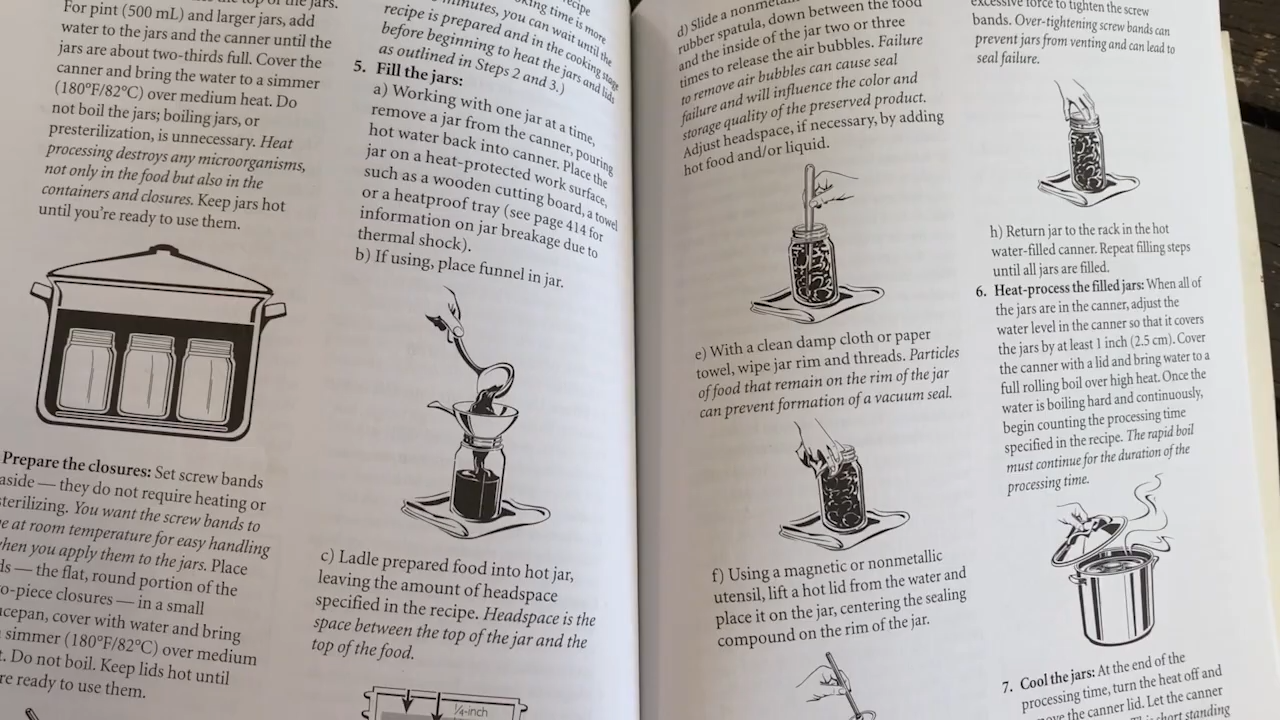 the top of the jars.
For pint (500 mL) and larger jars, add
water to the jars and the canner until the
jars are about two-thirds full. Cover the
canner and bring the water to a simmer
(180°F/82°C) over medium heat. Do
not boil the jars; boiling jars, or
presterilization, is unnecessary. Heat
processing destroys any microorganisms,
not only in the food but also in the
containers and closures. Keep jars hot
until you're ready to use them.
Prepare the closures: Set screw bands
aside — they do not require heating or
sterilizing. You want the screw bands to
at room temperature for easy handling
when you apply them to the jars. Place
— the flat, round portion of the
closures — in a small
cover with water and bring
simmer (180°F/82°C) over medium
Do not boil. Keep lids hot until
ready to use them.
recipe
time is more
minutes, you can wait until the
recipe is prepared and in the cooking stage
before beginning to heat the jars and lids
as outlined in Steps 2 and 3.)
5. Fill the jars:
a) Working with one jar at a time,
remove a jar from the canner, pouring
hot water back into canner. Place the
jar on a heat-protected work surface,
such as a wooden cutting board, a towel
or a heatproof tray (see page 414 for
information on jar breakage due to
thermal shock).
b) If using, place funnel in jar.
c) Ladle prepared food into hot jar,
leaving the amount of headspace
specified in the recipe. Headspace is the
space between the top of the jar and the
top of the food.
¼-inch
d) Slide a nonmetallic
rubber spatula, down between the food
and the inside of the jar two or three
times to release the air bubbles. Failure
to remove air bubbles can cause seal
failure and will influence the color and
storage quality of the preserved product.
Adjust headspace, if necessary, by adding
hot food and/or liquid.
e) With a clean damp cloth or paper
towel, wipe jar rim and threads. Particles
of food that remain on the rim of the jar
can prevent formation of a vacuum seal.
f) Using a magnetic or nonmetallic
utensil, lift a hot lid from the water and
place it on the jar, centering the sealing
compound on the rim of the jar.
excessive force to tighten the screw
bands. Over-tightening screw bands can
prevent jars from venting and can lead to
seal failure.
h) Return jar to the rack in the hot
water-filled canner. Repeat filling steps
until all jars are filled.
6. Heat-process the filled jars: When all of
the jars are in the canner, adjust the
water level in the canner so that it covers
the jars by at least 1 inch (2.5 cm). Cover
the canner with a lid and bring water to a
full rolling boil over high heat. Once the
water is boiling hard and continuously,
begin counting the processing time
specified in the recipe. The rapid boil
must continue for the duration of the
processing time.
7. Cool the jars: At the end of the
processing time, turn the heat off and
the canner lid. Let the canner
short standing